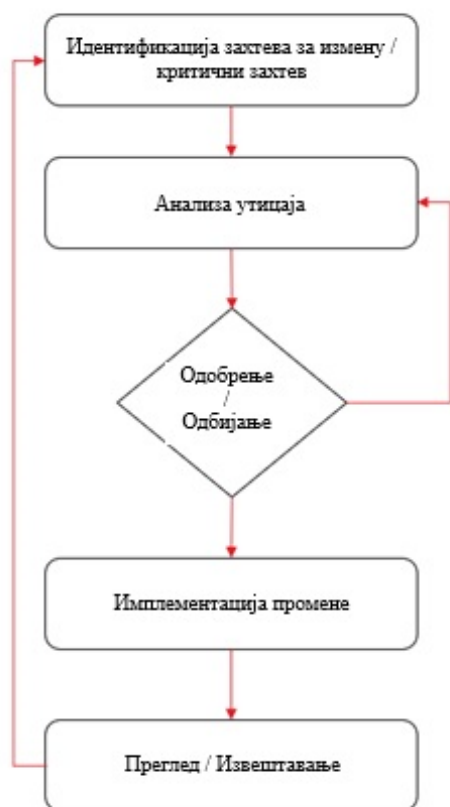 Идентификација захтева за измену /
критични захтев
Анализа утицаја
Одобрење
/
Одбијање
Имплементација промене
Преглед / Извештавање